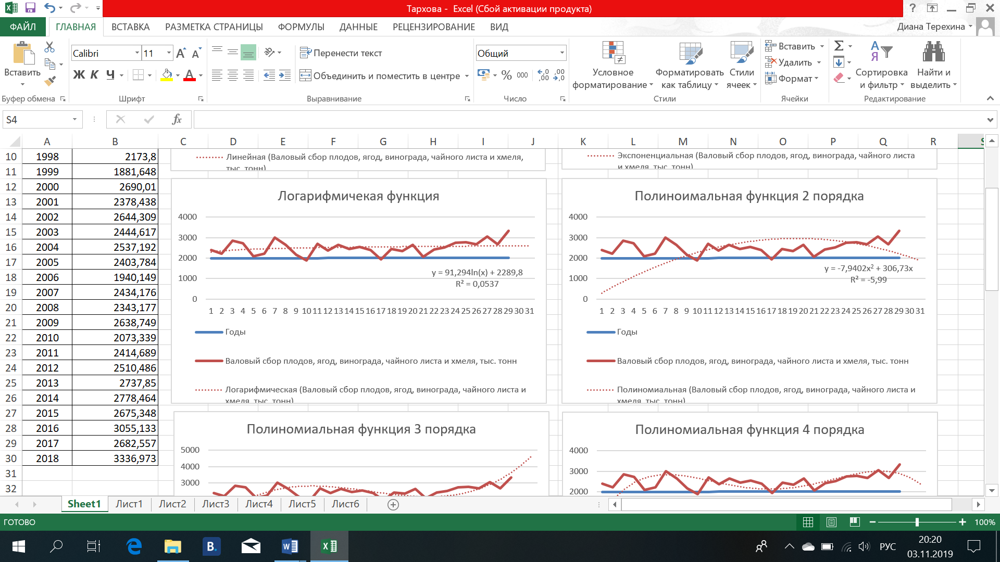 Тархова - Excel (Сбой активации продукта)
ФАЙЛ ГЛАВНАЯ ВСТАВКА РАЗМЕТКА СТРАНИЦЫ ФОРМУЛЫ ДАННЫЕ РЕЦЕНЗИРОВАНИЕ ВИД Диана Терехина
Calibri 11 Перенести текст Общий Вставить
Вставить Ж К Ч Объединить и поместить в центре % 000 Условное форматирование Форматировать как таблицу Стили ячеек Удалить Сортировка и фильтр Найти и выделить
Формат
Буфер обмена Шрифт Выравнивание Число Стили Ячейки Редактирование
S4 fx
A B C D E F G H I J K L M N O P Q R S
10 1998 2173,8
11 1999 1881,648
12 2000 2690,01
13 2001 2378,438
14 2002 2644,309
15 2003 2444,617
16 2004 2537,192
17 2005 2403,784
18 2006 1940,149
19 2007 2434,176
20 2008 2343,177
21 2009 2638,749
22 2010 2073,339
23 2011 2414,689
24 2012 2510,486
25 2013 2737,85
26 2014 2778,464
27 2015 2675,348
28 2016 3055,133
29 2017 2682,557
30 2018 3336,973
31
32
Линейная (Валовый сбор плодов, ягод, винограда, чайного листа и хмеля,
тыс. тонн)
Экспоненциальная (Валовый сбор плодов, ягод, винограда, чайного листа
и хмеля, тыс. тонн)
Логарифмичекая функция
4000
3000
2000
1000
0
y = 91,294ln(x) + 2289,8
R² = 0,0537
1 2 3 4 5 6 7 8 9 10 11 12 13 14 15 16 17 18 19 20 21 22 23 24 25 26 27 28 29 30 31
Годы
Валовый сбор плодов, ягод, винограда, чайного листа и хмеля, тыс. тонн
Логарифмическая (Валовый сбор плодов, ягод, винограда, чайного листа и
хмеля, тыс. тонн)
Полиноимальная функция 2 порядка
4000
3000
2000
1000
0
y = -7,9402x² + 306,73x
R² = -5,99
1 2 3 4 5 6 7 8 9 10 11 12 13 14 15 16 17 18 19 20 21 22 23 24 25 26 27 28 29 30 31
Годы
Валовый сбор плодов, ягод, винограда, чайного листа и хмеля, тыс. тонн
Полиномиальная (Валовый сбор плодов, ягод, винограда, чайного листа и
хмеля, тыс. тонн)
Полиномиальная функция 3 порядка
5000
4000
3000
Полиномиальная функция 4 порядка
4000
3000
2000
Sheet1 Лист1 Лист2 Лист3 Лист4 Лист5 Лист6
ГОТОВО 100%
РУС 20:20
03.11.2019